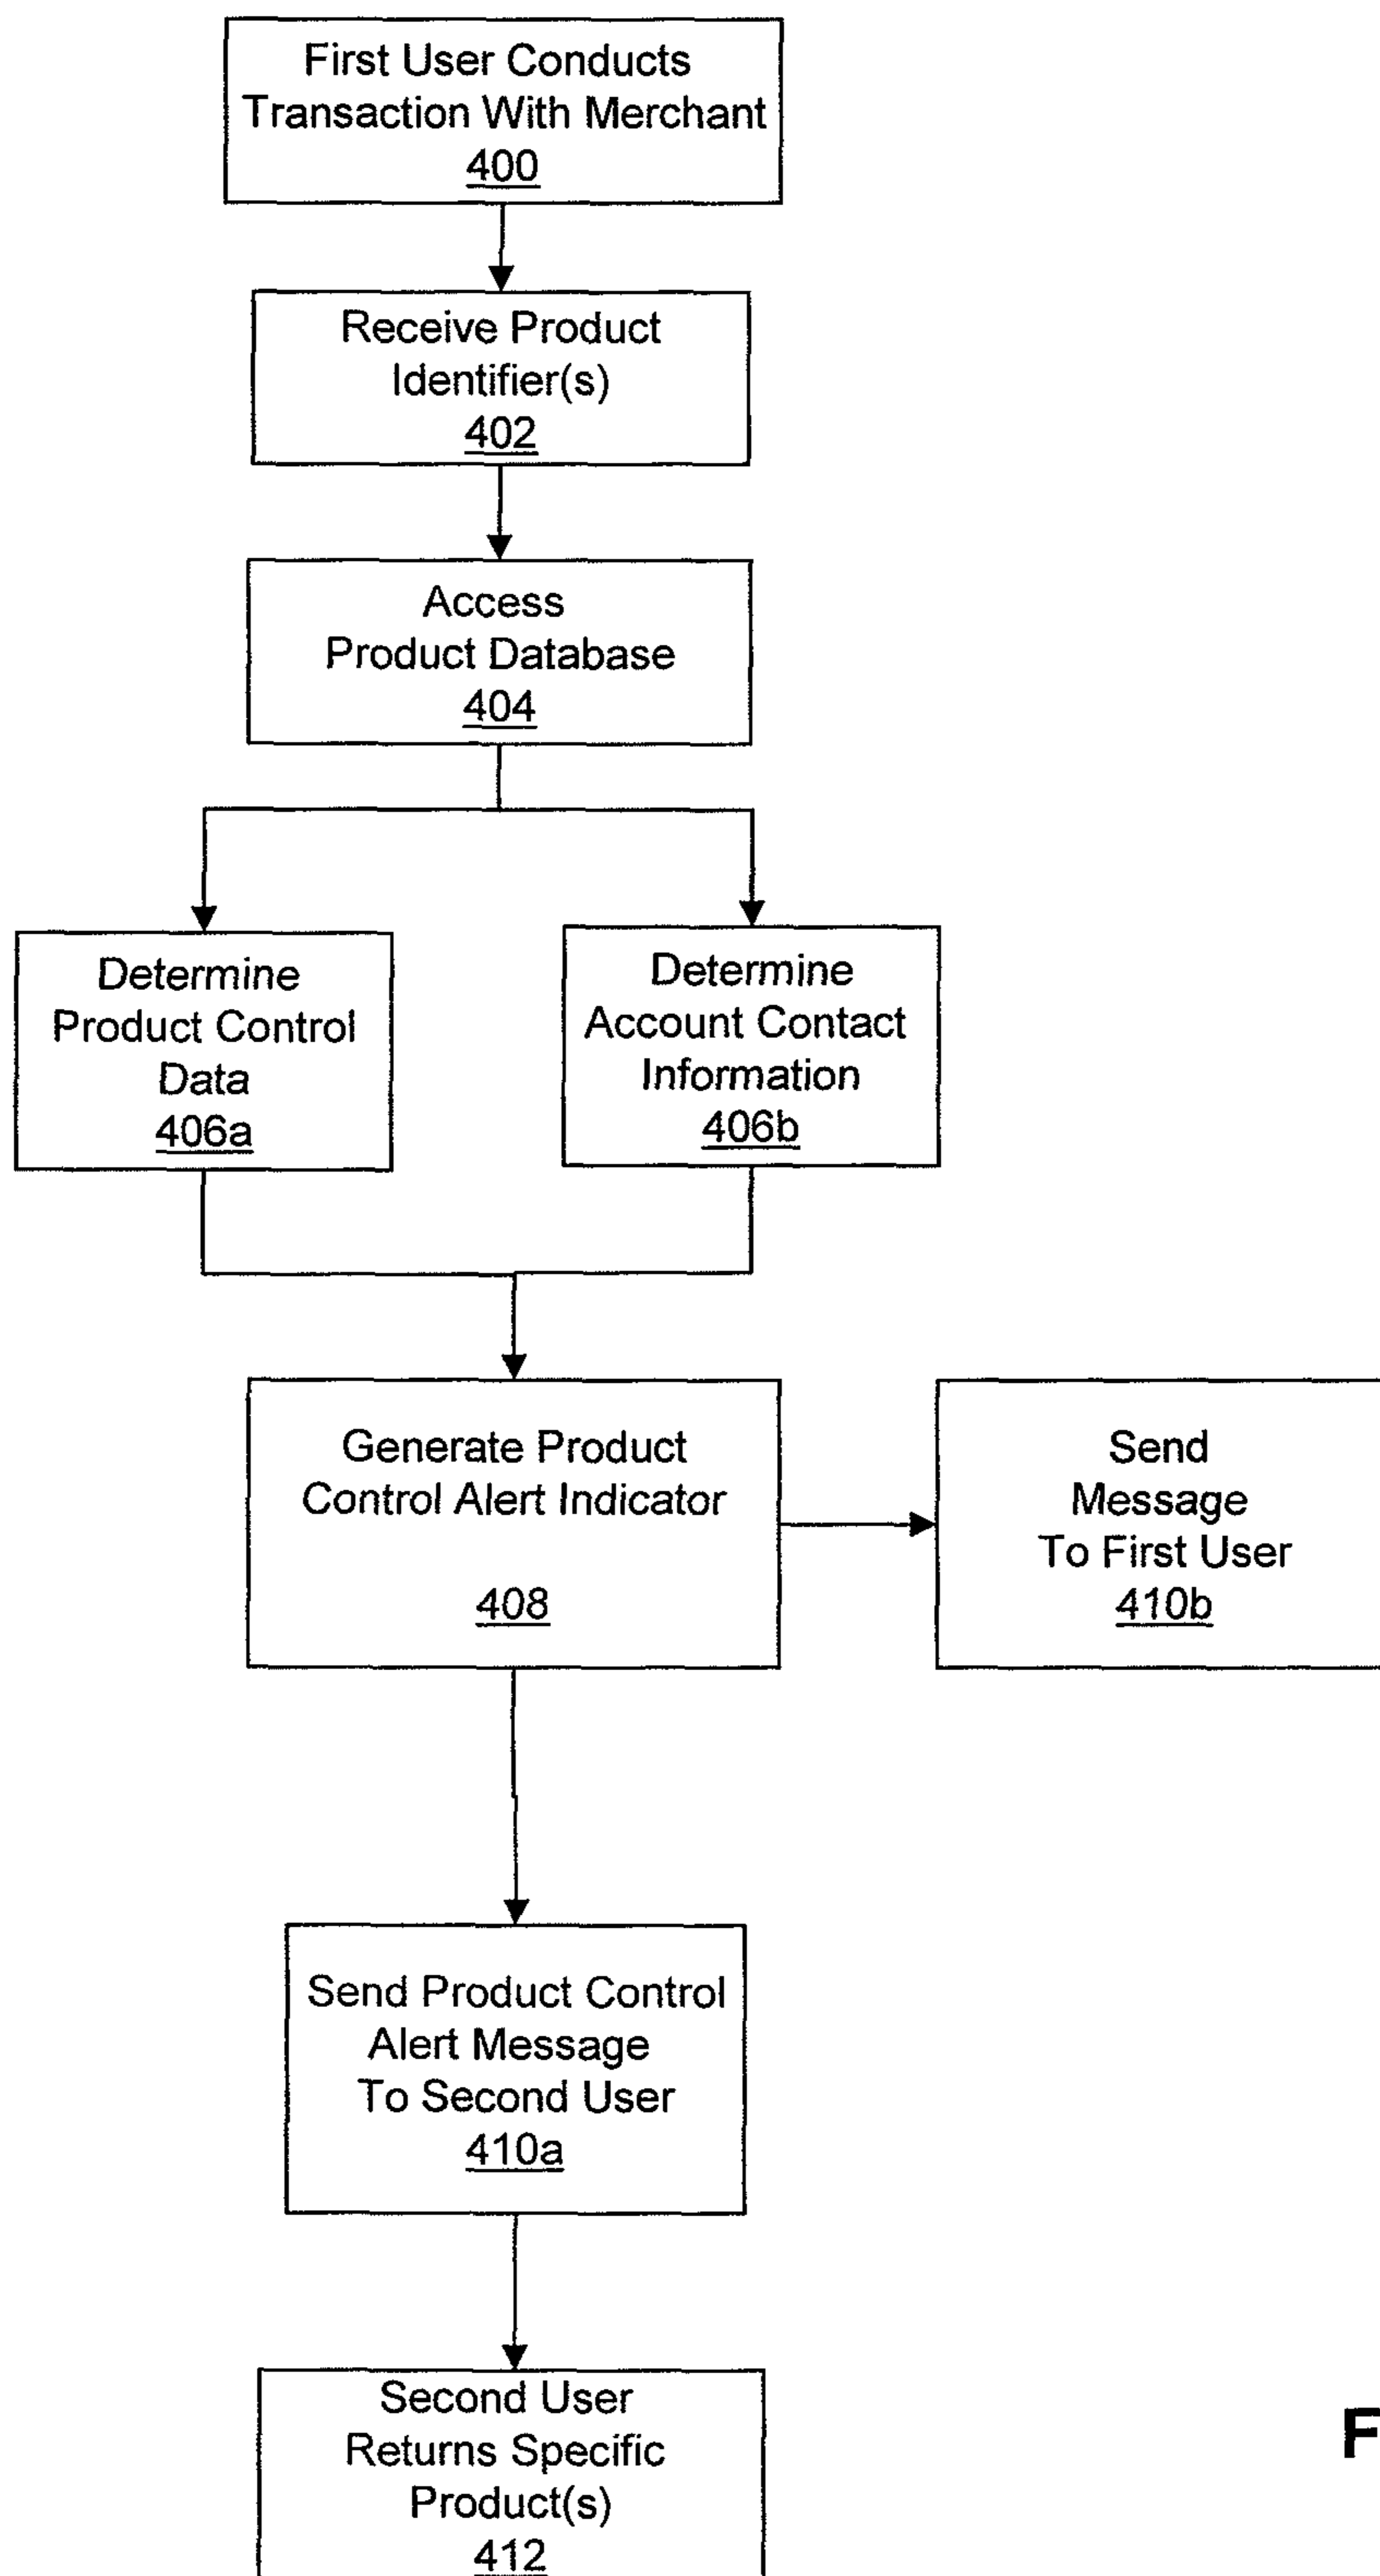 First User Conducts
Transaction With Merchant
400
Receive Product
Identifier(s)
402
Access
Product Database
404
Determine
Product Control
Data
406a
Determine
Account Contact
Information
406b
Generate Product
Control Alert Indicator
408
Send
Message
To First User
410b
Send Product Control
Alert Message
To Second User
410a
Second User
Returns Specific
Product(s)
412
F